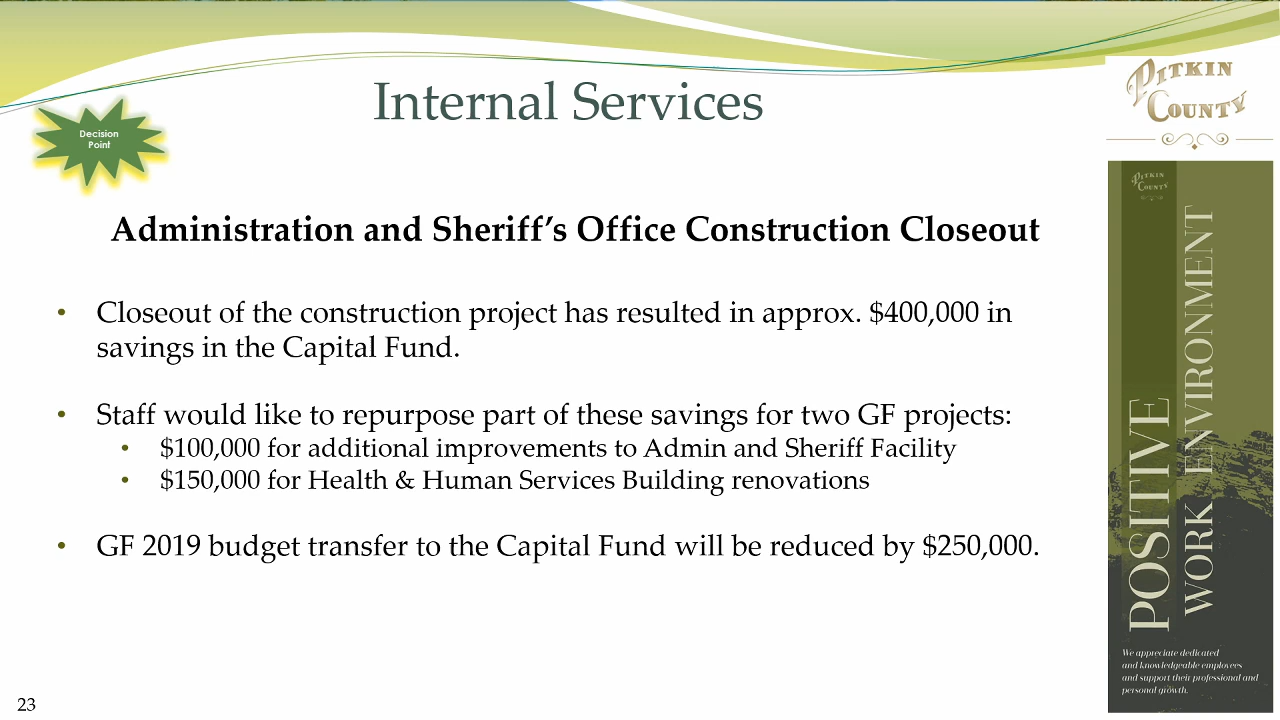 Internal Services
Decision
Point
PITKIN
COUNTY
Administration and Sheriff’s Office Construction Closeout
• Closeout of the construction project has resulted in approx. $400,000 in
savings in the Capital Fund.
• Staff would like to repurpose part of these savings for two GF projects:
• $100,000 for additional improvements to Admin and Sheriff Facility
• $150,000 for Health & Human Services Building renovations
• GF 2019 budget transfer to the Capital Fund will be reduced by $250,000.
PITKIN
COUNTY
POSITIVE
WORK ENVIRONMENT
We appreciate dedicated
and knowledgeable employees
and support their professional and
personal growth.
23